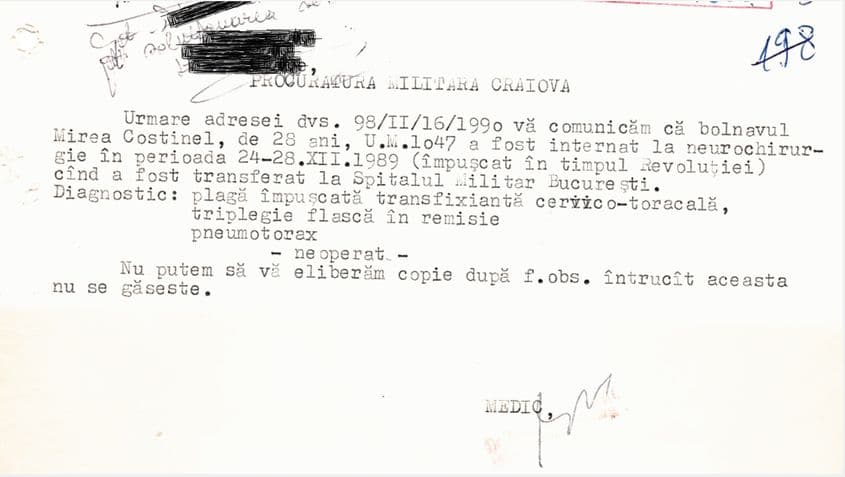 198
soluționarea
PROCURATURA MILITARA CRAIOVA
Urmare adresei dvs. 98/II/16/199o vă comunicăm că bolnavul
Mirea Costinel, de 28 ani, U.M.1o47 a fost internat la neurochirur-
gie în perioada 24-28.XII.1989 (împușcat în timpul Revoluției)
cînd a fost transferat la Spitalul Militar București.
Diagnostic: plagă împușcată transfixiantă cervico-toracală,
triplegie flască în remisie
pneumotorax
- neoperat -
Nu putem să vă eliberăm copie după f.obs. întrucît aceasta
nu se găseste.
MEDIC,